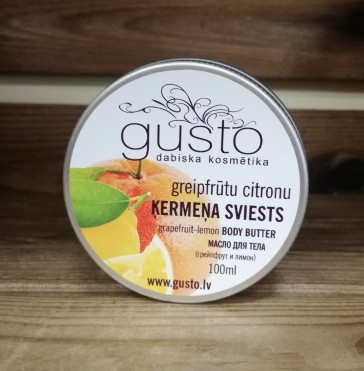 gusto
dabiska kosmētika
greipfrūtu citronu
ĶERMEŅA SVIESTS
grapefruit-lemon BODY BUTTER
МАСЛО ДЛЯ ТЕЛА
(грейпфрут и лимон)
100ml
www.gusto.lv